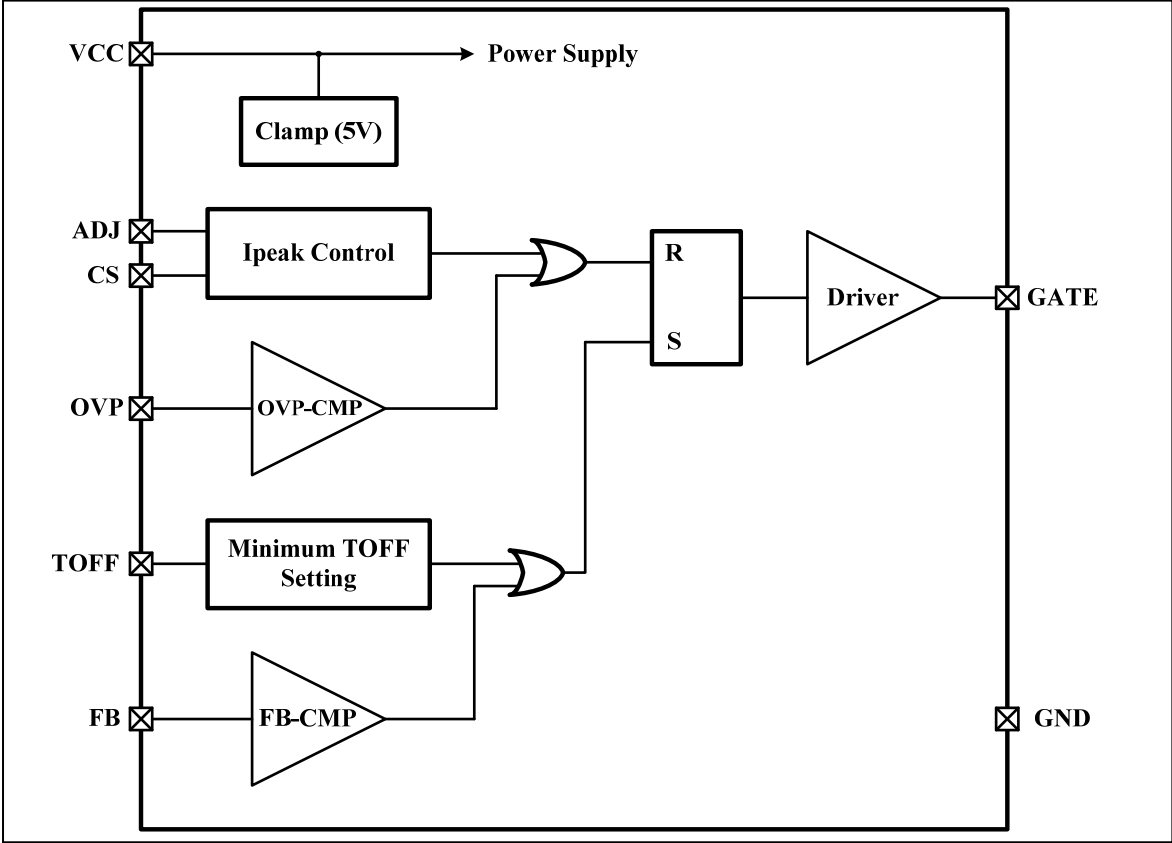 VCC
Power Supply
Clamp (5V)
ADJ
CS
Ipeak Control
R
S
Driver
GATE
OVP
OVP-CMP
TOFF
Minimum TOFF
Setting
FB
FB-CMP
GND